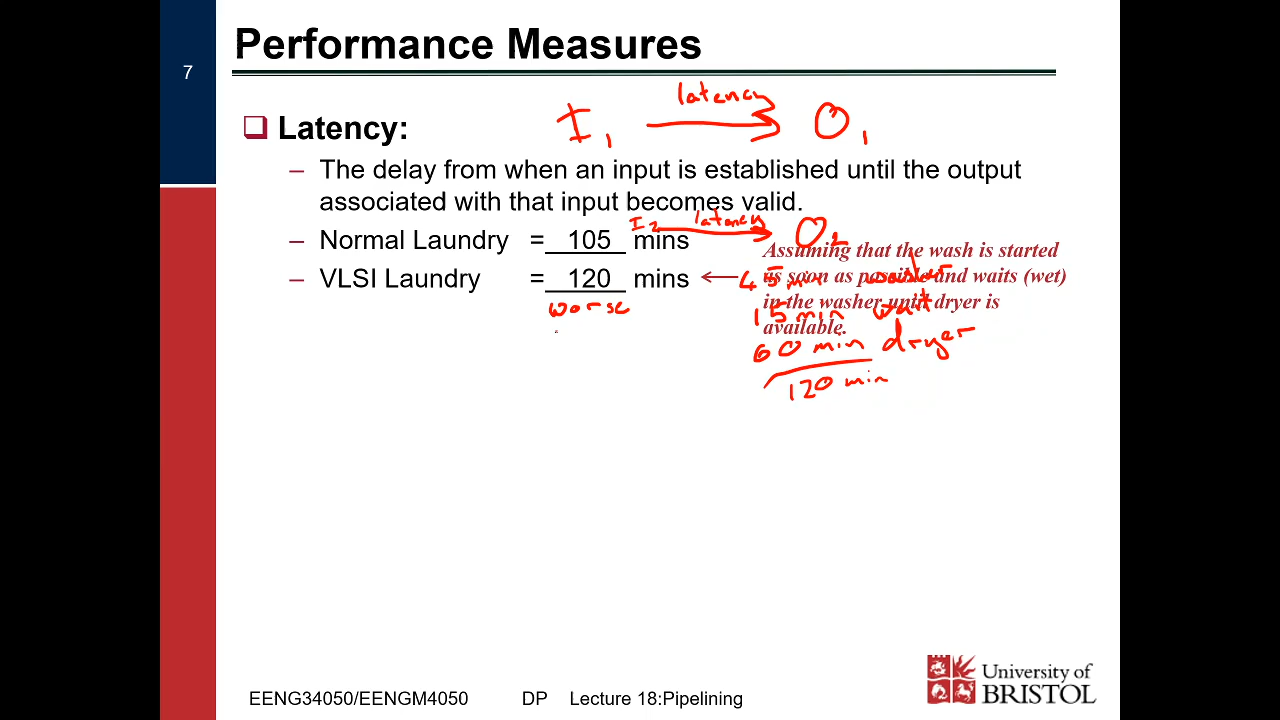 Performance Measures
7
latency
I1 O1
Latency:
– The delay from when an input is established until the output
associated with that input becomes valid.
I2 latency O2
– Normal Laundry = 105 mins
– VLSI Laundry = 120 mins
Assuming that the wash is started
as soon as possible and waits (wet)
in the washer until dryer is
available.
45 min washer
15 min wait
60 min dryer
120 min
worse
EENG34050/EENGM4050 DP Lecture 18:Pipelining
University of
BRISTOL